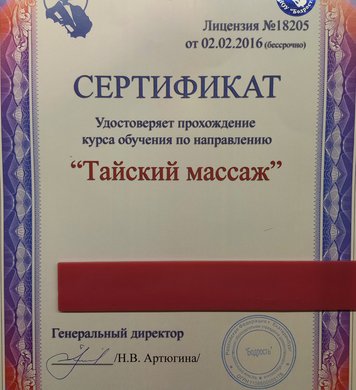 Лицензия №18205
от 02.02.2016 (бессрочно)
СЕРТИФИКАТ
Удостоверяет прохождение
курса обучения по направлению
“Тайский массаж”
Генеральный директор
/Н.В. Артюгина/
"Бодрость"